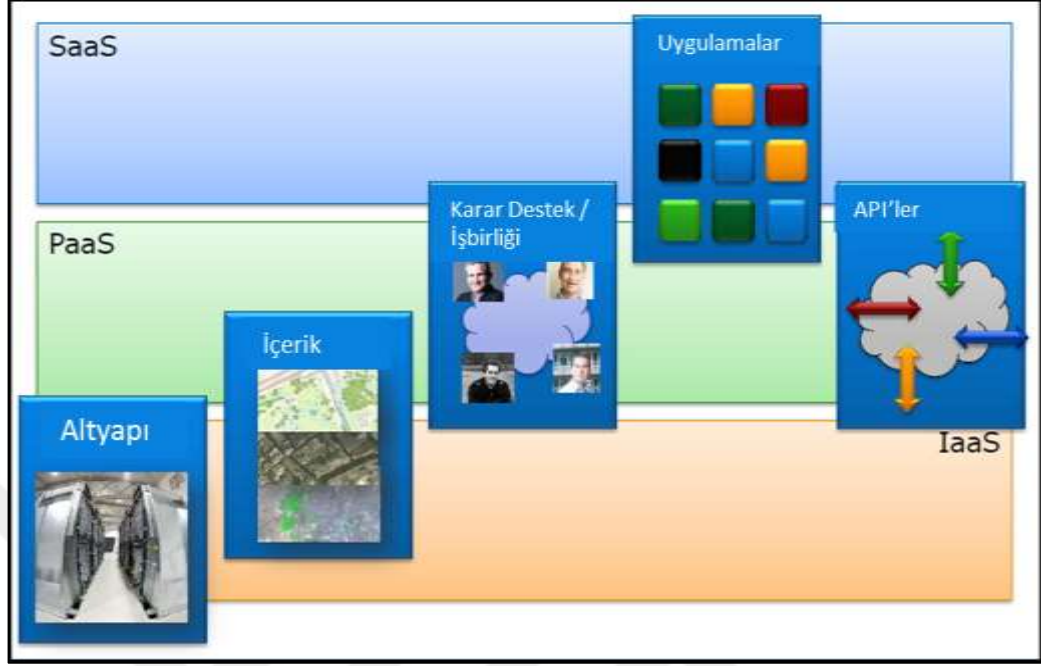 SaaS
Uygulamalar
Karar Destek /
İşbirliği
API'ler
PaaS
İçerik
Altyapı
IaaS